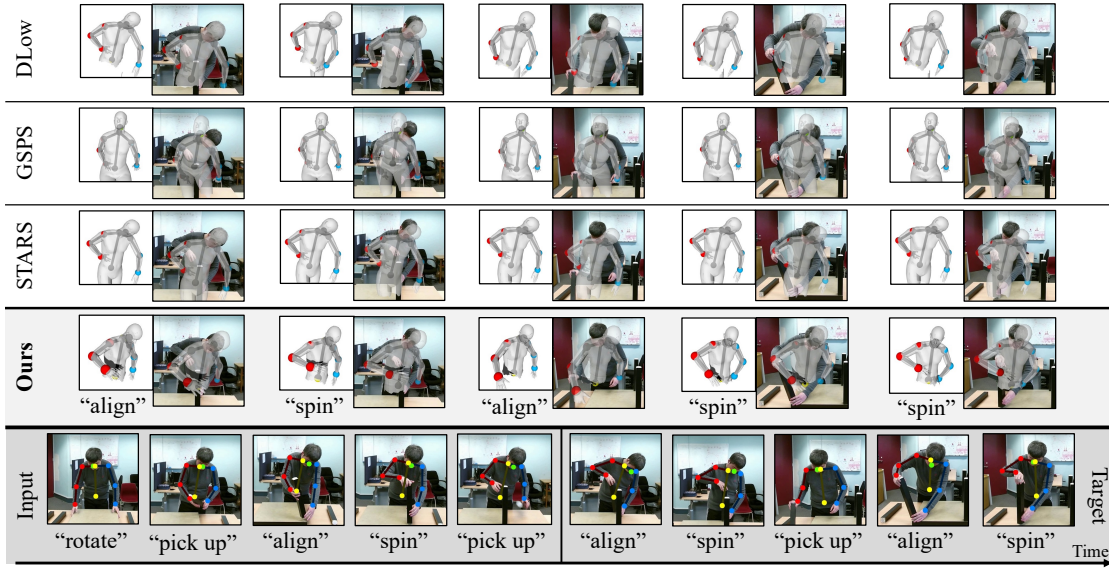 DLow
GSPS
STARS
Ours
“align” “spin” “align” “spin” “spin”
Input
Target
“rotate” “pick up” “align” “spin” “pick up” “align” “spin” “pick up” “align” “spin”
Time